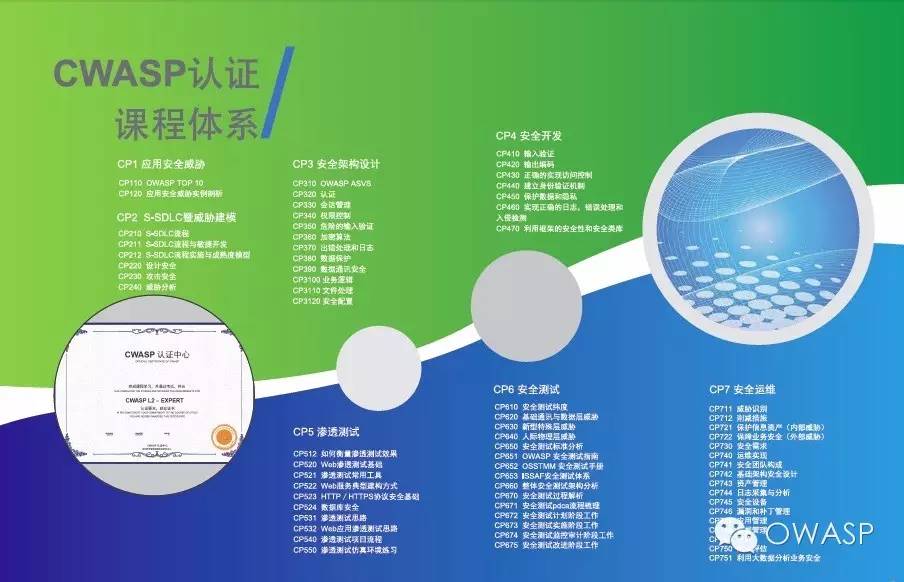 CWASP认证
课程体系
CP1 应用安全威胁
CP110 OWASP TOP 10
CP120 应用安全威胁实例剖析
CP2 S-SDLC暨威胁建模
CP210 S-SDLC流程
CP211 S-SDLC流程与敏捷开发
CP212 S-SDLC流程实施与成熟度模型
CP220 设计安全
CP230 攻击安全
CP240 威胁分析
CP3 安全架构设计
CP310 OWASP ASVS
CP320 认证
CP330 会话管理
CP340 权限控制
CP350 危险的输入验证
CP360 加密算法
CP370 出错处理和日志
CP380 数据保护
CP390 数据通讯安全
CP3100 业务逻辑
CP3110 文件处理
CP3120 安全配置
CP4 安全开发
CP410 输入验证
CP420 输出编码
CP430 正确的实现访问控制
CP440 建立身份验证机制
CP450 保护数据和隐私
CP460 实现正确的日志、错误处理和
入侵检测
CP470 利用框架的安全性和安全类库
CWASP 认证中心
CWASP L2 - EXPERT
CP5 渗透测试
CP512 如何衡量渗透测试效果
CP520 Web渗透测试基础
CP521 渗透测试常用工具
CP522 Web服务典型建构方式
CP523 HTTP / HTTPS协议安全基础
CP524 数据库安全
CP531 渗透测试思路
CP532 Web应用渗透测试思路
CP540 渗透测试项目流程
CP550 渗透测试仿真环境练习
CP6 安全测试
CP610 安全测试纬度
CP620 基础通讯与数据层威胁
CP630 新型特殊层威胁
CP640 人际物理层威胁
CP650 安全测试标准分析
CP651 OWASP 安全测试指南
CP652 OSSTMM 安全测试手册
CP653 ISSAF安全测试体系
CP660 整体安全测试架构分析
CP670 安全测试过程解析
CP671 安全测试pdca流程梳理
CP672 安全测试计划阶段工作
CP673 安全测试实施阶段工作
CP674 安全测试监控审计阶段工作
CP675 安全测试改进阶段工作
CP7 安全运维
CP711 威胁识别
CP712 削减措施
CP721 保护信息资产（内部威胁）
CP722 保障业务安全（外部威胁）
CP730 安全需求
CP740 运维实现
CP741 安全团队构成
CP742 基础架构安全设计
CP743 资产管理
CP744 日志采集与分析
CP745 安全设备
CP746 漏洞和补丁管理
管理
管理
CP750 评估
CP751 利用大数据分析业务安全
OWASP